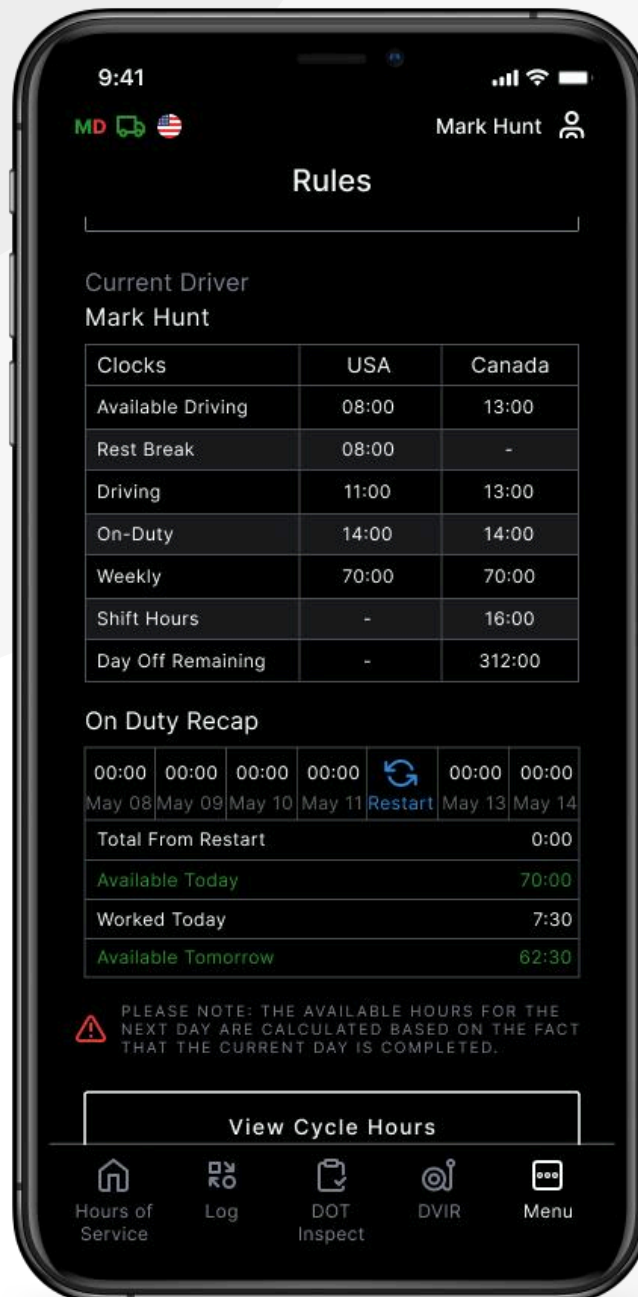 9:41
MD
Mark Hunt
Rules
Current Driver
Mark Hunt
Clocks USA Canada
Available Driving 08:00 13:00
Rest Break 08:00 -
Driving 11:00 13:00
On-Duty 14:00 14:00
Weekly 70:00 70:00
Shift Hours - 16:00
Day Off Remaining - 312:00
On Duty Recap
00:00 00:00 00:00 00:00 00:00 00:00
May 08 May 09 May 10 May 11 Restart May 13 May 14
Total From Restart 0:00
Available Today 70:00
Worked Today 7:30
Available Tomorrow 62:30
PLEASE NOTE: THE AVAILABLE HOURS FOR THE
NEXT DAY ARE CALCULATED BASED ON THE FACT
THAT THE CURRENT DAY IS COMPLETED.
View Cycle Hours
Hours of Service
Log
DOT Inspect
DVIR
Menu